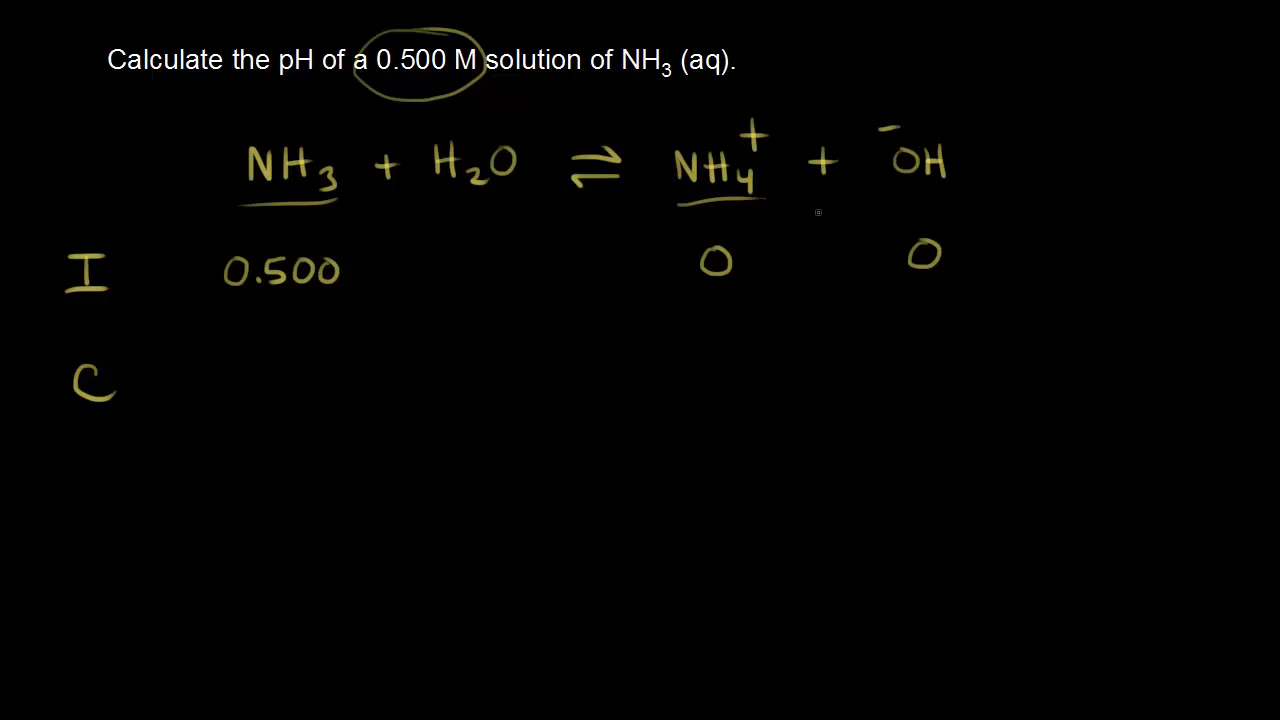 Calculate the pH of a 0.500 M solution of NH₃ (aq).
NH₃ + H₂O ⇌ NH₄⁺ + ⁻OH
I 0.500 0 0
C